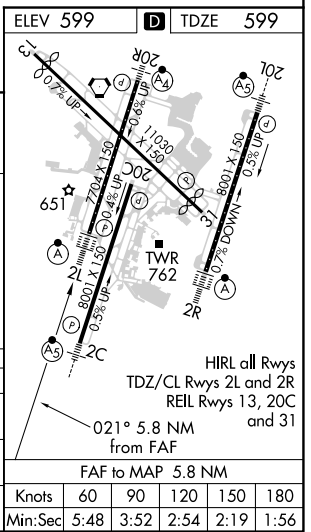 ELEV 599
D
TDZE 599
13
0.7% UP
P
20R
A4
0.6% UP
20L
A5
P
0.5% UP
11030 X 150
7704 X 150
20C
0.4% UP
P
P
31
8001 X 150
0.7% DOWN
651
A
2L
P
8001 X 150
0.5% UP
TWR
762
A
2R
P
A5
2C
HIRL all Rwys
TDZ/CL Rwys 2L and 2R
REIL Rwys 13, 20C
and 31
021° 5.8 NM
from FAF
FAF to MAP 5.8 NM
Knots 60 90 120 150 180
Min:Sec 5:48 3:52 2:54 2:19 1:56